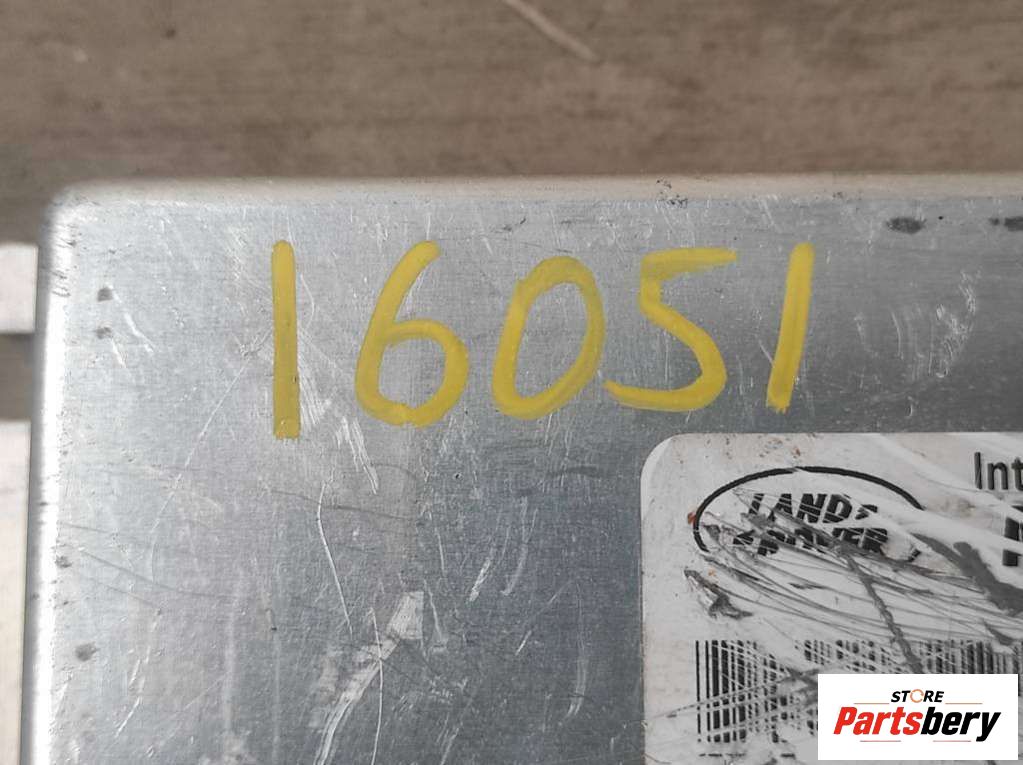 16051
Int
LAND
ROVER
STORE
Partsbery